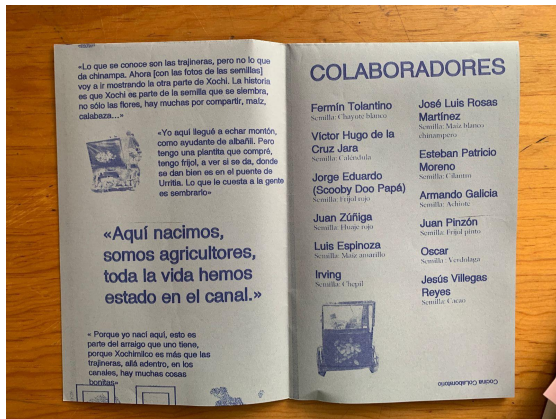 «Lo que se conoce son las trajineras, pero no lo que
da chinampa. Ahora [con las fotos de las semillas]
voy a ir mostrando la otra parte de Xochi. La historia
es que Xochi es parte de la semilla que se siembra,
no sólo las flores, hay muchas por compartir, maíz,
calabaza...»
«Yo aquí llegué a echar montón,
como ayudante de albañil. Pero
tengo una plantita que compré,
tengo frijol, a ver si se da, donde
se dan bien es en el puente de
Urritia. Lo que le cuesta a la gente
es sembrarlo»
«Aquí nacimos,
somos agricultores,
toda la vida hemos
estado en el canal.»
« Porque yo nací aquí, esto es
parte del arraigo que uno tiene,
porque Xochimilco es más que las
trajineras, allá adentro, en los
canales, hay muchas cosas
bonitas»
COLABORADORES
Fermín Tolantino
Semilla: Chayote blanco
Víctor Hugo de la
Cruz Jara
Semilla: Caléndula
Jorge Eduardo
(Scooby Doo Papá)
Semilla: Frijol rojo
Juan Zúñiga
Semilla: Huaje rojo
Luis Espinoza
Semilla: Maíz amarillo
Irving
Semilla: Chepil
José Luis Rosas
Martínez
Semilla: Maíz blanco
chinampero
Esteban Patricio
Moreno
Semilla: Cilantro
Armando Galicia
Semilla: Achiote
Juan Pinzón
Semilla: Frijol pinto
Oscar
Semilla: Verdolaga
Jesús Villegas
Reyes
Semilla: Cacao
Cocina CoLaboratorio